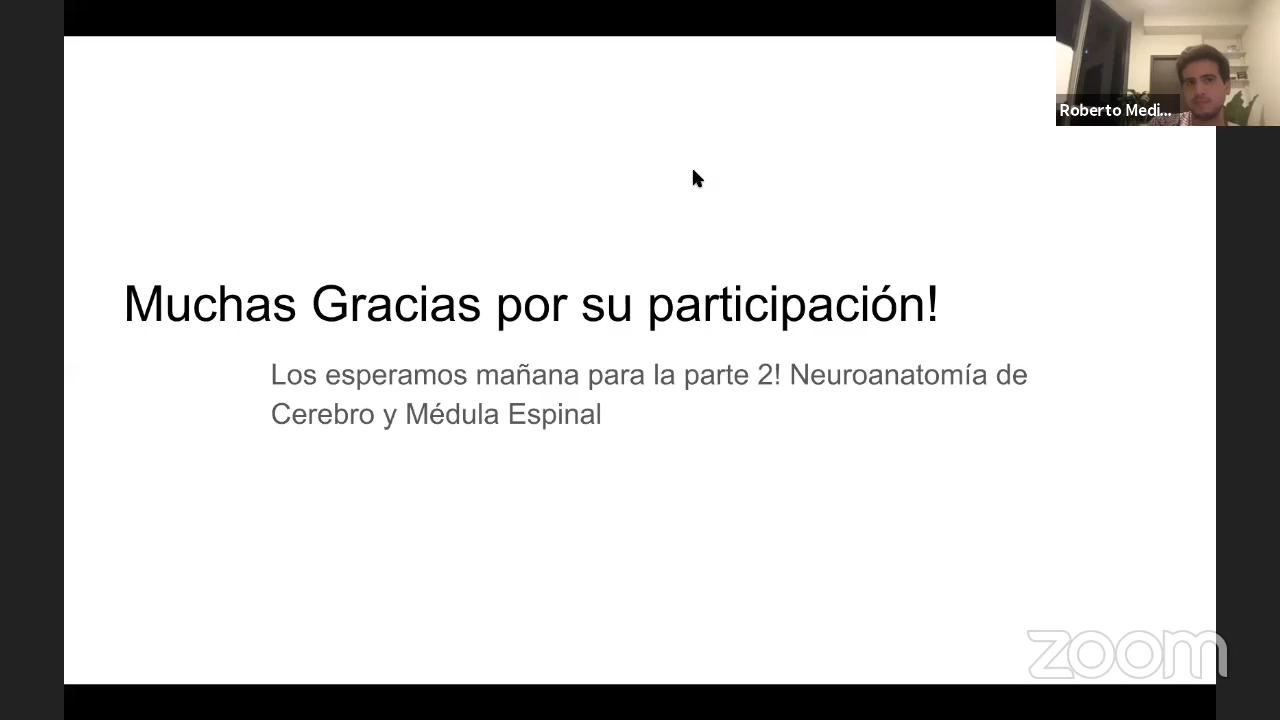 Roberto Medi...
Muchas Gracias por su participación!
Los esperamos mañana para la parte 2! Neuroanatomía de
Cerebro y Médula Espinal
zoom